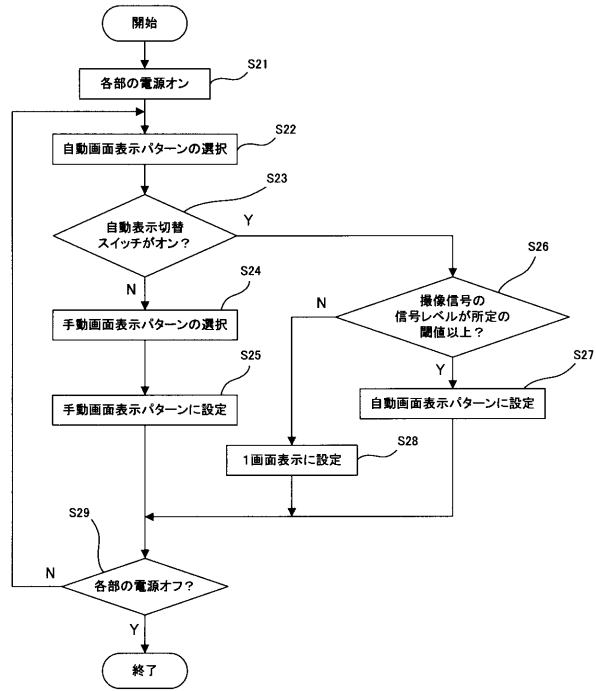 開始
S21
各部の電源オン
S22
自動画面表示パターンの選択
S23
自動表示切替
スイッチがオン？
Y
N
S24
手動画面表示パターンの選択
S25
手動画面表示パターンに設定
S26
撮像信号の
信号レベルが所定の
閾値以上？
N
Y
S27
自動画面表示パターンに設定
S28
1画面表示に設定
S29
各部の電源オフ？
N
Y
終了